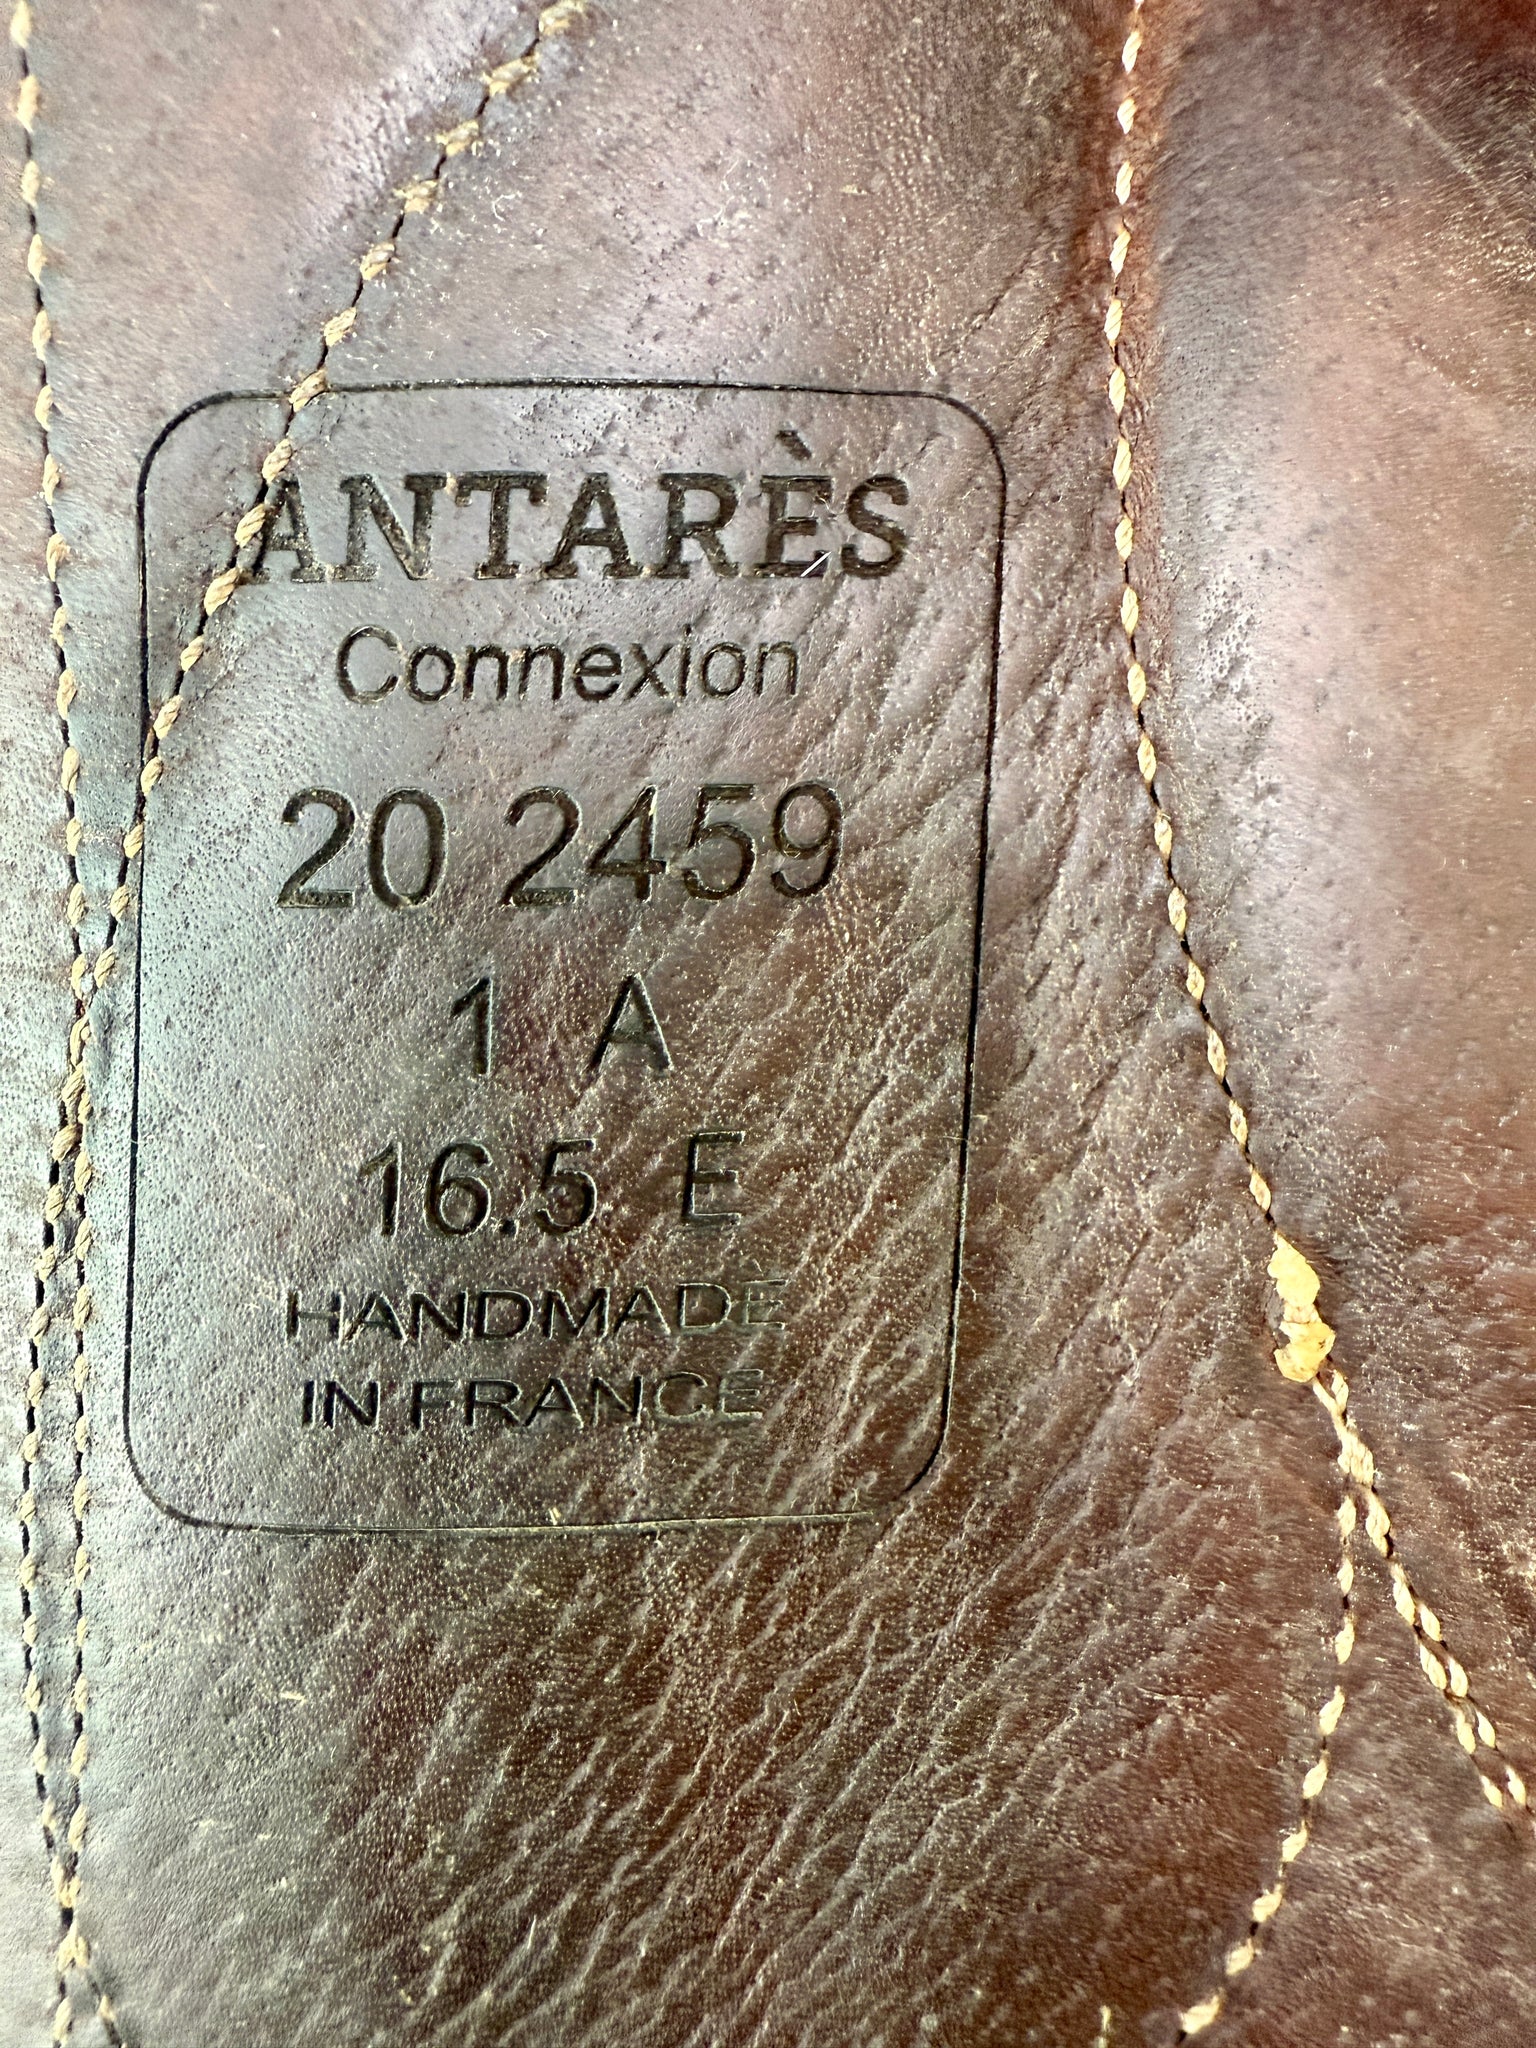 ANTARÈS
Connexion
20 2459
1 A
16.5 E
HANDMADE
IN FRANCE